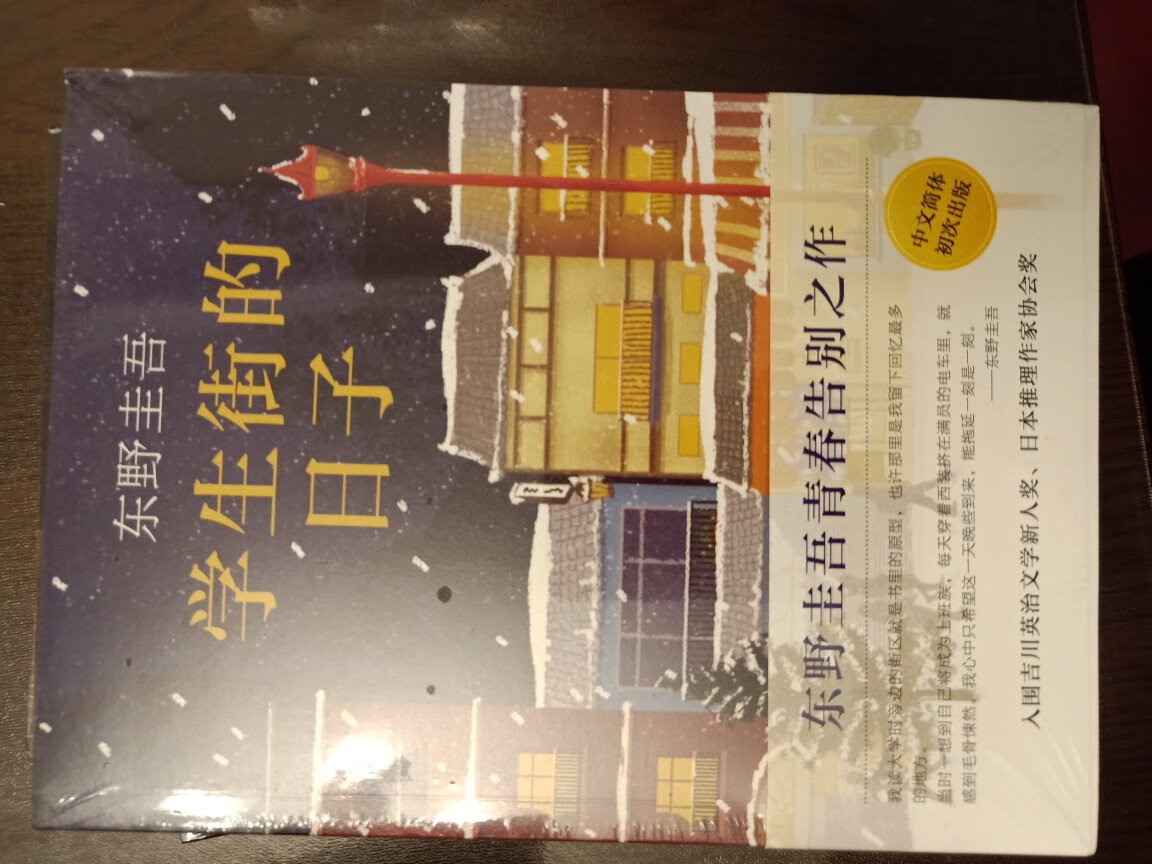 东野圭吾
学生街的
日子
东野圭吾青春告别之作
中文简体
初次出版
我读大学时旁边的街区就是书里的原型，也许那里是我留下回忆最多
的地方。
当时一想到自己将成为上班族，每天穿着西装挤在满员的电车里，就
感到毛骨悚然。我心中只希望这一天晚些到来，能拖延一刻是一刻。
——东野圭吾
入围吉川英治文学新人奖、日本推理作家协会奖